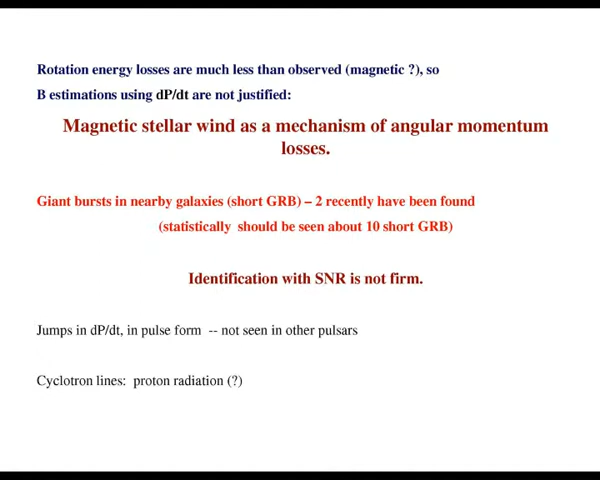 Rotation energy losses are much less than observed (magnetic ?), so
B estimations using dP/dt are not justified:
Magnetic stellar wind as a mechanism of angular momentum
losses.
Giant bursts in nearby galaxies (short GRB) – 2 recently have been found
(statistically should be seen about 10 short GRB)
Identification with SNR is not firm.
Jumps in dP/dt, in pulse form -- not seen in other pulsars
Cyclotron lines: proton radiation (?)